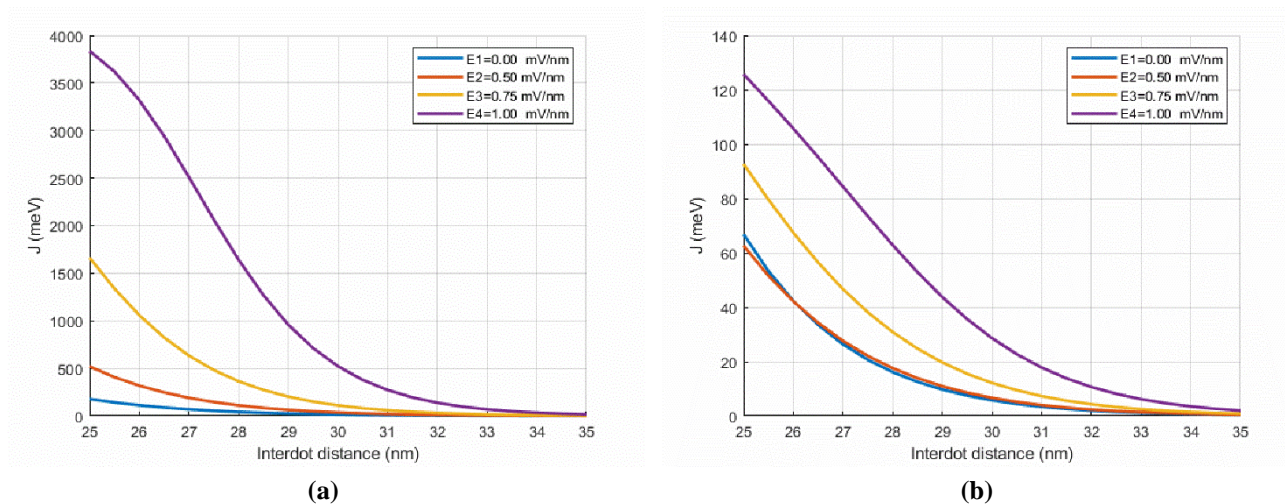 4000
3500
3000
2500
2000
1500
1000
500
0
J (meV)
E1=0.00 mV/nm
E2=0.50 mV/nm
E3=0.75 mV/nm
E4=1.00 mV/nm
25 26 27 28 29 30 31 32 33 34 35
Interdot distance (nm)
(a)
140
120
100
80
60
40
20
0
J (meV)
E1=0.00 mV/nm
E2=0.50 mV/nm
E3=0.75 mV/nm
E4=1.00 mV/nm
25 26 27 28 29 30 31 32 33 34 35
Interdot distance (nm)
(b)